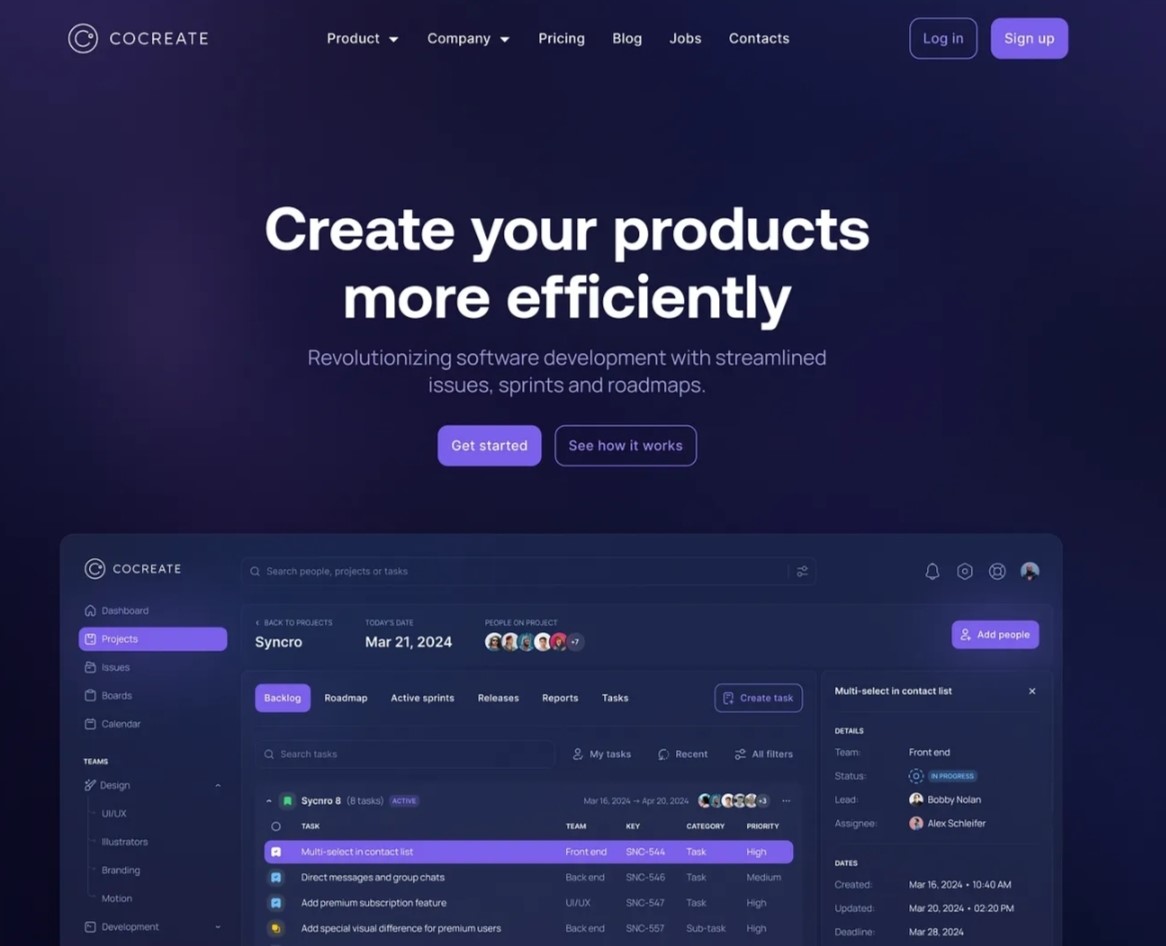 COCREATE
Product
Company
Pricing
Blog
Jobs
Contacts
Log in
Sign up
Create your products
more efficiently
Revolutionizing software development with streamlined
issues, sprints and roadmaps.
Get started
See how it works
COCREATE
Search people, projects or tasks
Dashboard
Projects
Issues
Boards
Calendar
TEAMS
Design
UI/UX
Illustrators
Branding
Motion
Development
BACK TO PROJECTS
Syncro
TODAY'S DATE
Mar 21, 2024
PEOPLE ON PROJECT
+7
Add people
Backlog
Roadmap
Active sprints
Releases
Reports
Tasks
Create task
Search tasks
My tasks
Recent
All filters
Sycnro 8 (8 tasks) ACTIVE
Mar 16, 2024 → Apr 20, 2024
+3
TASK TEAM KEY CATEGORY PRIORITY
Multi-select in contact list Front end SNC-544 Task High
Direct messages and group chats Back end SNC-546 Task Medium
Add premium subscription feature UI/UX SNC-547 Task High
Add special visual difference for premium users Back end SNC-557 Sub-task High
Multi-select in contact list
DETAILS
Team: Front end
Status: IN PROGRESS
Lead: Bobby Nolan
Assignee: Alex Schleifer
DATES
Created: Mar 16, 2024 • 10:40 AM
Updated: Mar 20, 2024 • 02:20 PM
Deadline: Mar 28, 2024